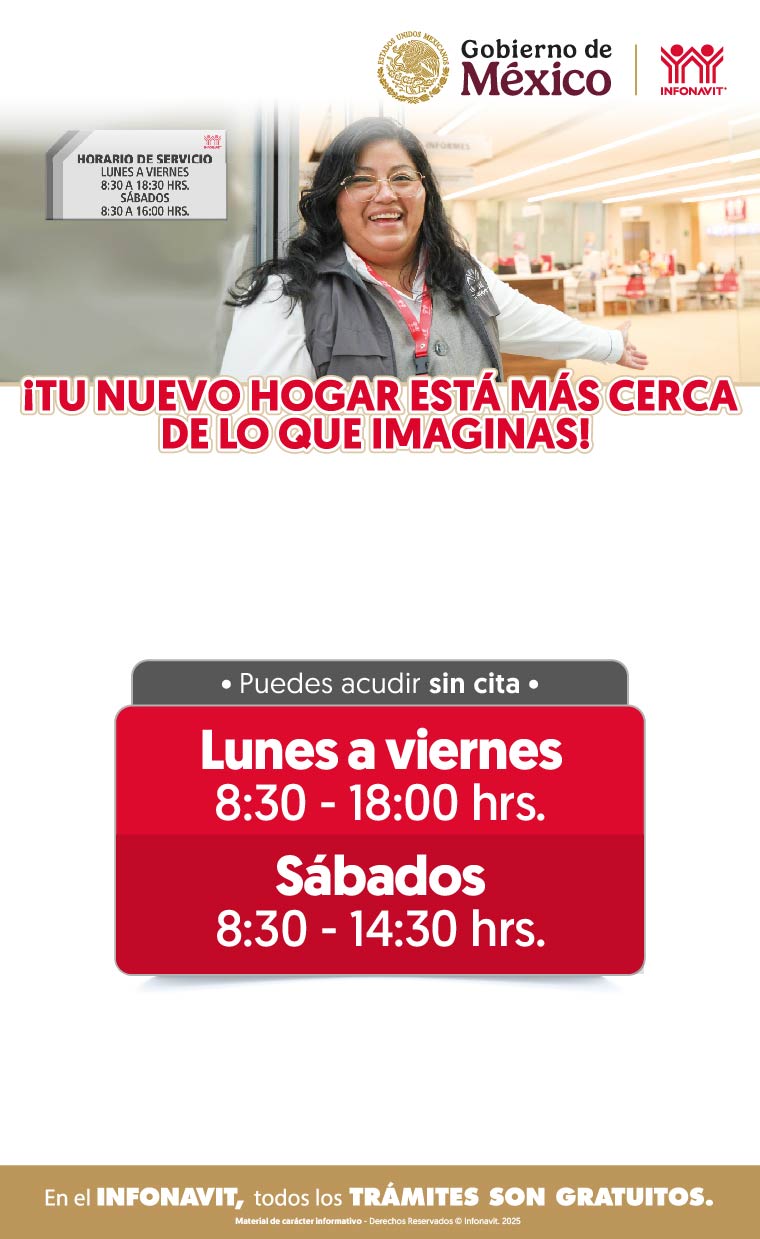 ESTADOS UNIDOS MEXICANOS
Gobierno de
México
INFONAVIT
INFORMES
HORARIO DE SERVICIO
LUNES A VIERNES
8:30 A 18:30 HRS.
SÁBADOS
8:30 A 16:00 HRS.
¡TU NUEVO HOGAR ESTÁ MÁS CERCA
DE LO QUE IMAGINAS!
• Puedes acudir sin cita •
Lunes a viernes
8:30 - 18:00 hrs.
Sábados
8:30 - 14:30 hrs.
En el INFONAVIT, todos los TRÁMITES SON GRATUITOS.
Material de carácter informativo - Derechos Reservados © Infonavit. 2025